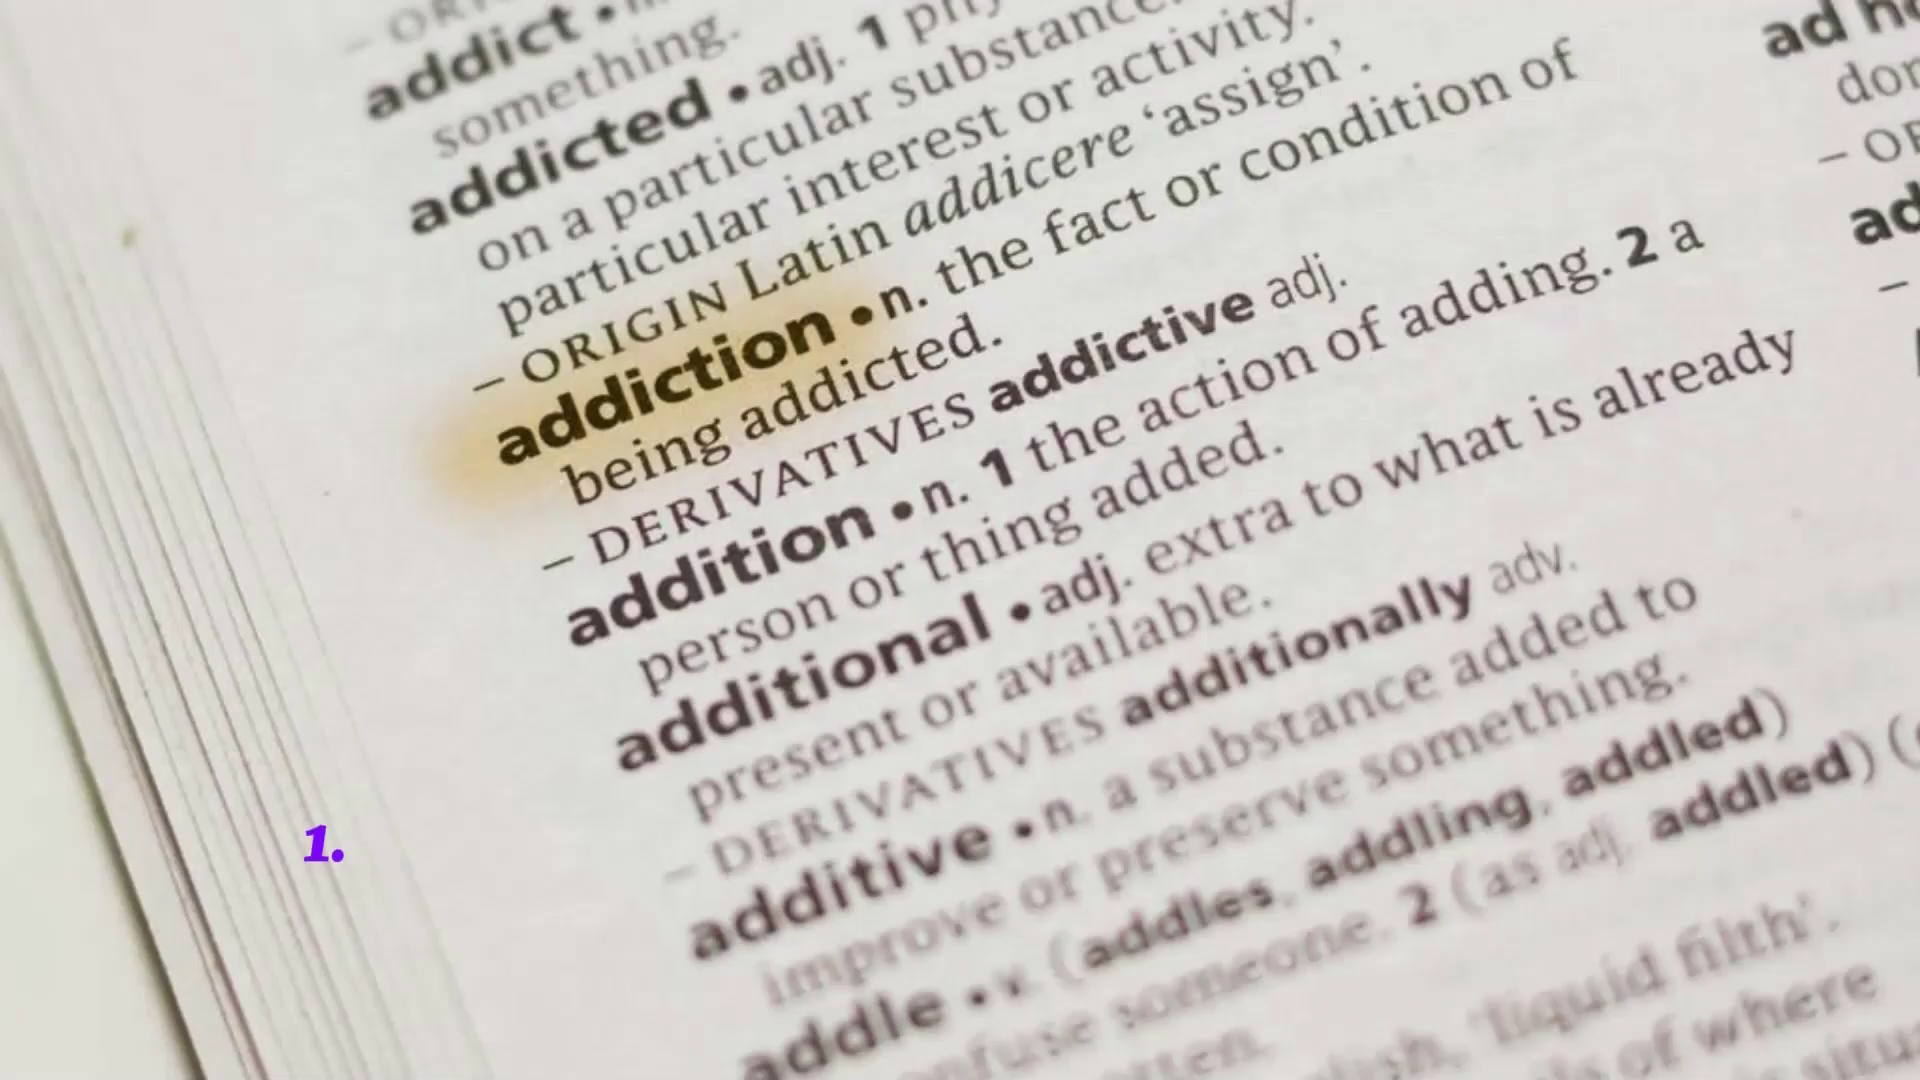 addict •
something.
addicted • adj. 1
on a particular substance.
particular interest or activity.
– ORIGIN Latin addicere ‘assign’.
addiction • n. the fact or condition of
being addicted.
– DERIVATIVES addictive adj.
addition • n. 1 the action of adding. 2 a
person or thing added.
additional • adj. extra to what is already
present or available.
– DERIVATIVES additionally adv.
additive • n. a substance added to
improve or preserve something.
addle • v. (addles, addling, addled)
someone. 2 (as adj. addled) (
‘liquid filth’.
of where
ad
– 
1.